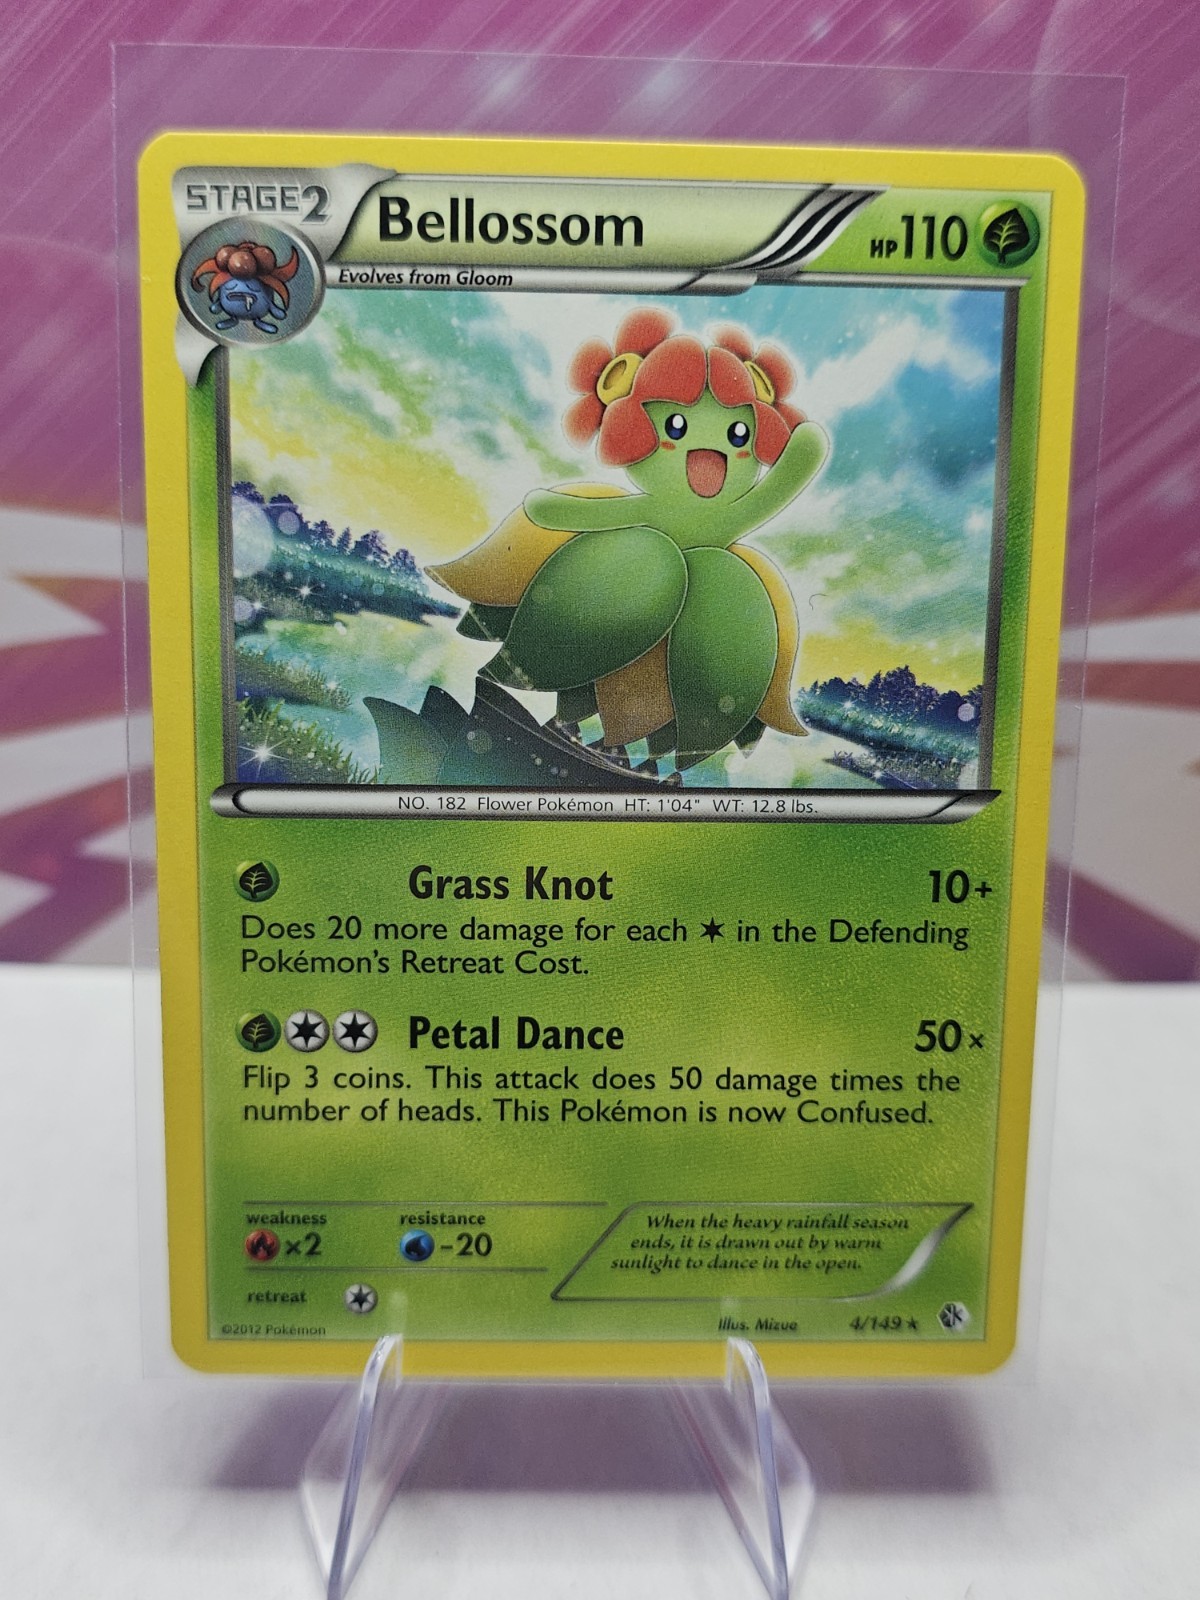 STAGE2
Bellossom
HP110
Evolves from Gloom
NO. 182 Flower Pokémon HT: 1'04" WT: 12.8 lbs.
Grass Knot 10+
Does 20 more damage for each in the Defending
Pokémon's Retreat Cost.
Petal Dance 50×
Flip 3 coins. This attack does 50 damage times the
number of heads. This Pokémon is now Confused.
weakness resistance
×2 -20
When the heavy rainfall season
ends, it is drawn out by warm
sunlight to dance in the open.
retreat
©2012 Pokémon Illus. Mizue 4/149 ★